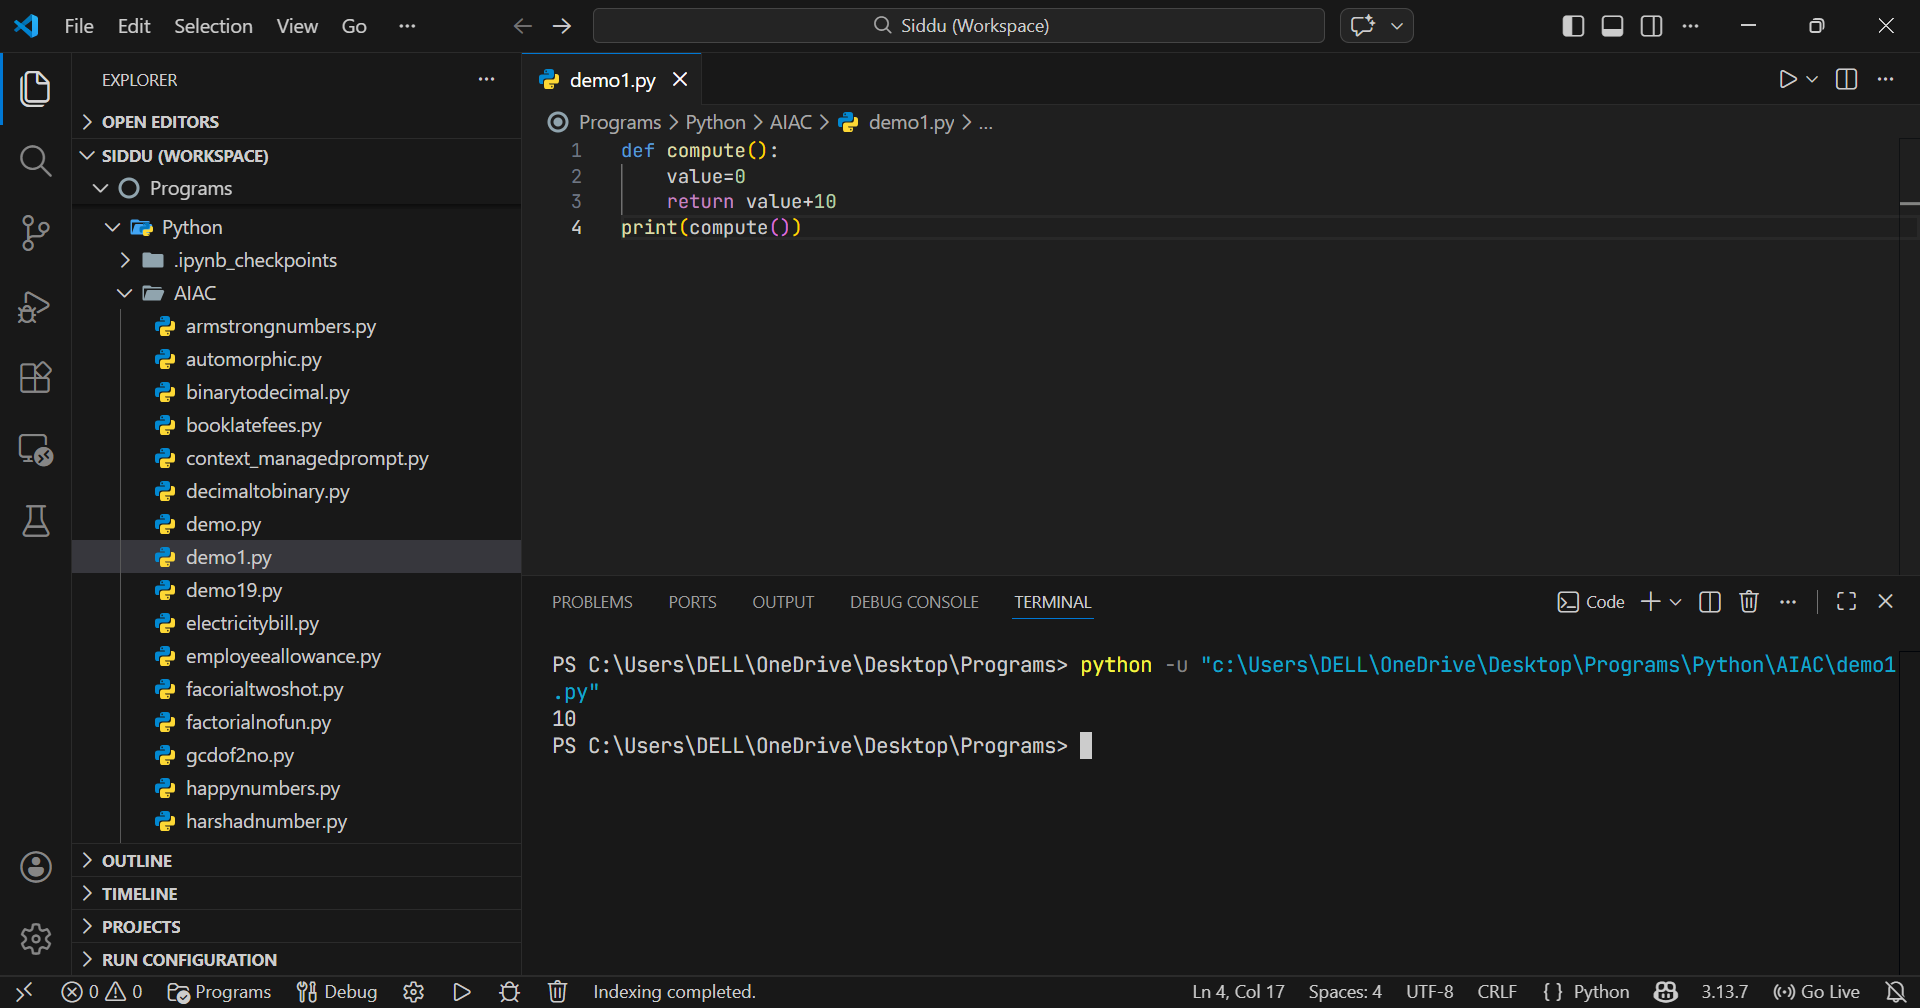 File Edit Selection View Go
Siddu (Workspace)
EXPLORER
OPEN EDITORS
SIDDU (WORKSPACE)
Programs
Python
.ipynb_checkpoints
AIAC
armstrongnumbers.py
automorphic.py
binarytodecimal.py
booklatefees.py
context_managedprompt.py
decimaltobinary.py
demo.py
demo1.py
demo19.py
electricitybill.py
employeeallowance.py
facorialtwoshot.py
factorialnofun.py
gcdof2no.py
happynumbers.py
harshadnumber.py
OUTLINE
TIMELINE
PROJECTS
RUN CONFIGURATION
demo1.py
Programs > Python > AIAC > demo1.py > ...
1 def compute():
2     value=0
3     return value+10
4 print(compute())
PROBLEMS PORTS OUTPUT DEBUG CONSOLE TERMINAL
Code
PS C:\Users\DELL\OneDrive\Desktop\Programs> python -u "c:\Users\DELL\OneDrive\Desktop\Programs\Python\AIAC\demo1
.py"
10
PS C:\Users\DELL\OneDrive\Desktop\Programs>
0 0 Programs Debug Indexing completed. Ln 4, Col 17 Spaces: 4 UTF-8 CRLF { } Python 3.13.7 Go Live